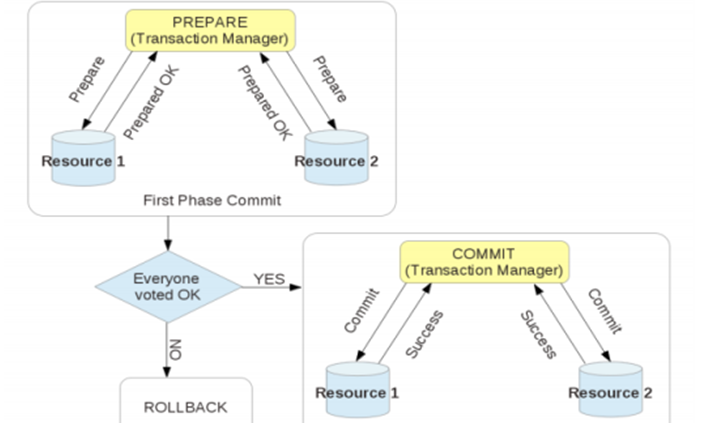 PREPARE
(Transaction Manager)
Prepare
Prepared OK
Prepared OK
Prepare
Resource 1
Resource 2
First Phase Commit
Everyone
voted OK
YES
NO
COMMIT
(Transaction Manager)
Commit
Success
Success
Commit
Resource 1
Resource 2
ROLLBACK